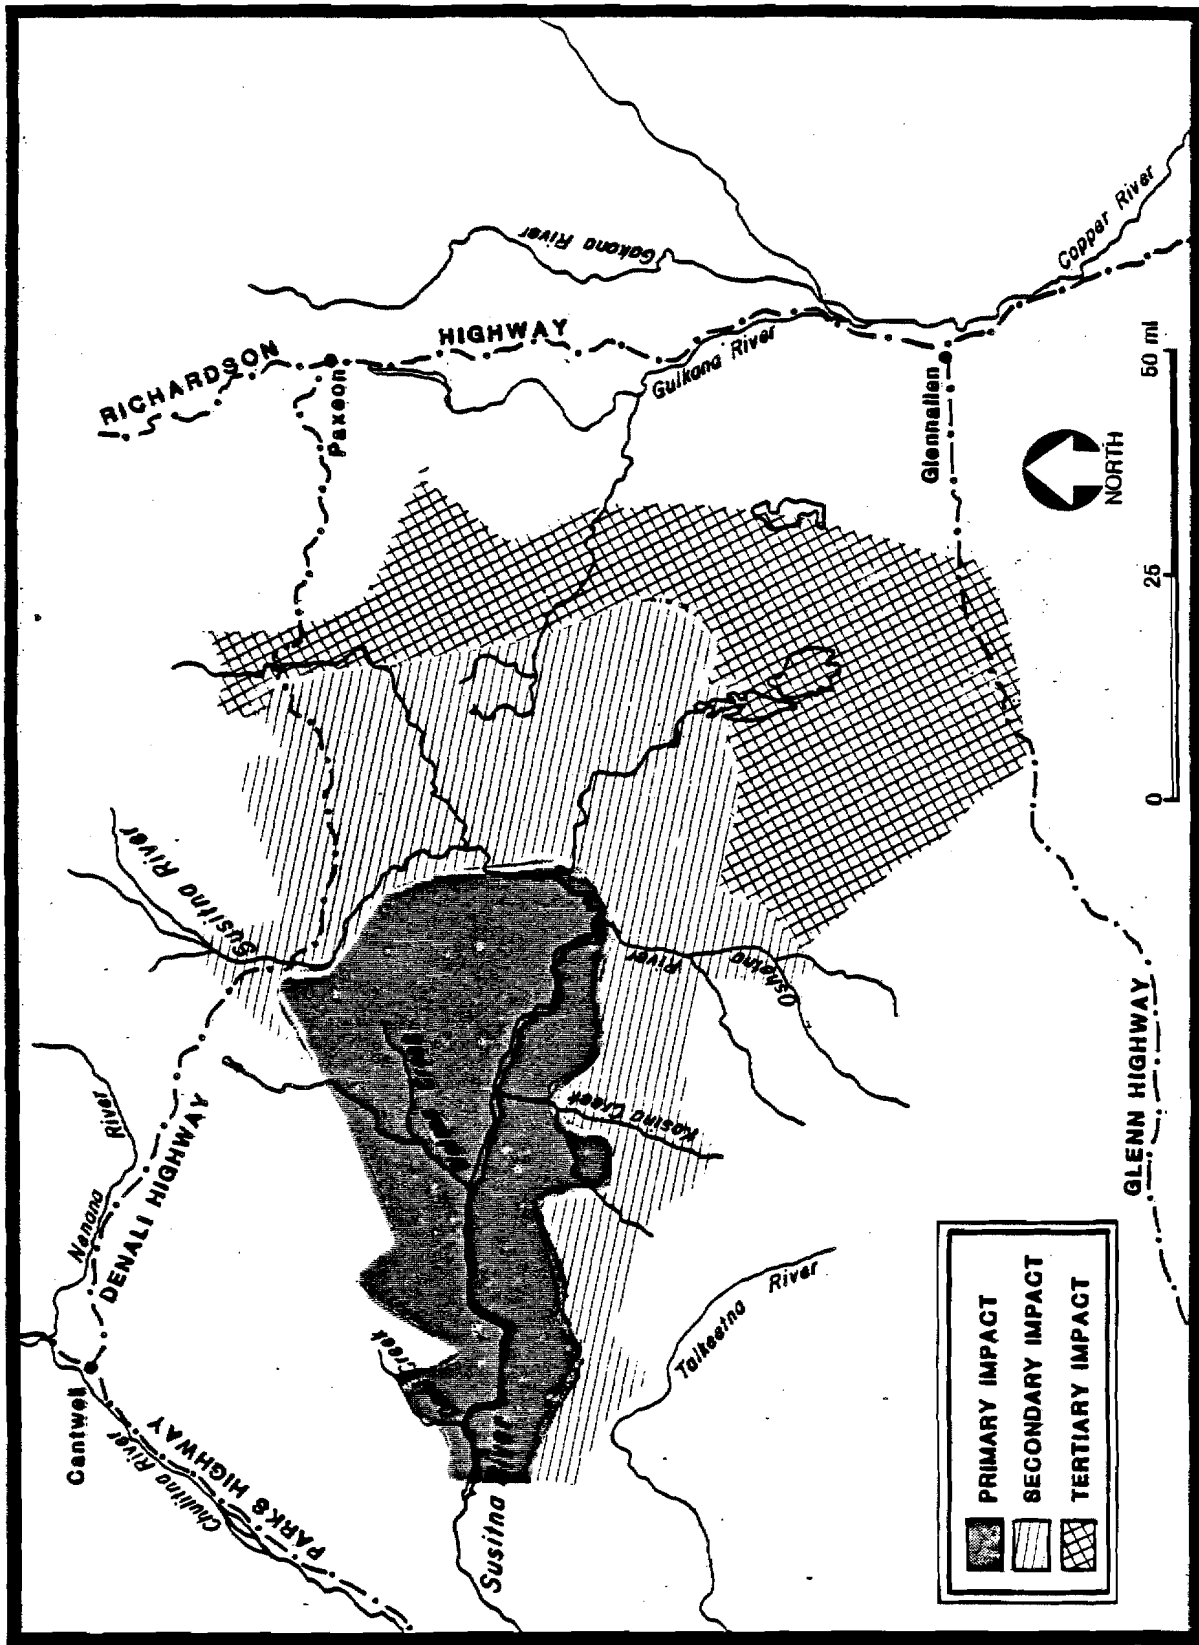 RICHARDSON
HIGHWAY
Paxson
Gakona River
Gulkana River
Copper River
Glennallen
NORTH
0
25
50 mi
Susitna River
Nenana
River
DENALI HIGHWAY
Cantwell
Chulitna River
PARKS HIGHWAY
Creek
Susitna
River
Kosina Creek
Oshetna
River
Talkeetna
River
GLENN HIGHWAY
PRIMARY IMPACT
SECONDARY IMPACT
TERTIARY IMPACT